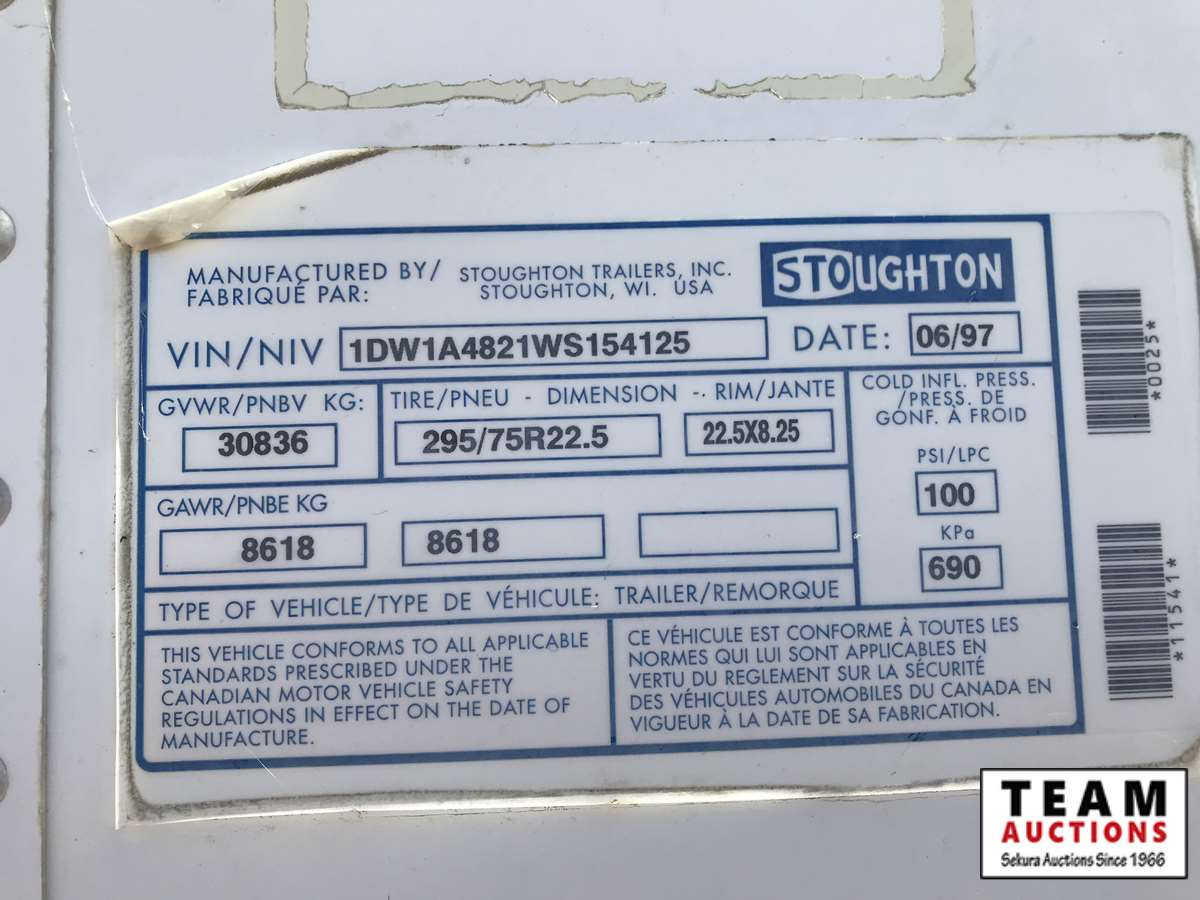 MANUFACTURED BY/ STOUGHTON TRAILERS, INC. STOUGHTON
FABRIQUÉ PAR: STOUGHTON, WI. USA
VIN/NIV 1DW1A4821WS154125 DATE: 06/97
GVWR/PNBV KG: TIRE/PNEU - DIMENSION - RIM/JANTE
30836 295/75R22.5 22.5X8.25
COLD INFL. PRESS.
/PRESS. DE
GONF. À FROID
PSI/LPC
100
KPa
690
GAWR/PNBE KG
8618 8618
TYPE OF VEHICLE/TYPE DE VÉHICULE: TRAILER/REMORQUE
THIS VEHICLE CONFORMS TO ALL APPLICABLE
STANDARDS PRESCRIBED UNDER THE
CANADIAN MOTOR VEHICLE SAFETY
REGULATIONS IN EFFECT ON THE DATE OF
MANUFACTURE.
CE VÉHICULE EST CONFORME À TOUTES LES
NORMES QUI LUI SONT APPLICABLES EN
VERTU DU REGLEMENT SUR LA SÉCURITÉ
DES VÉHICULES AUTOMOBILES DU CANADA EN
VIGUEUR À LA DATE DE SA FABRICATION.
*0025*
*11541*
TEAM
AUCTIONS
Sekura Auctions Since 1966